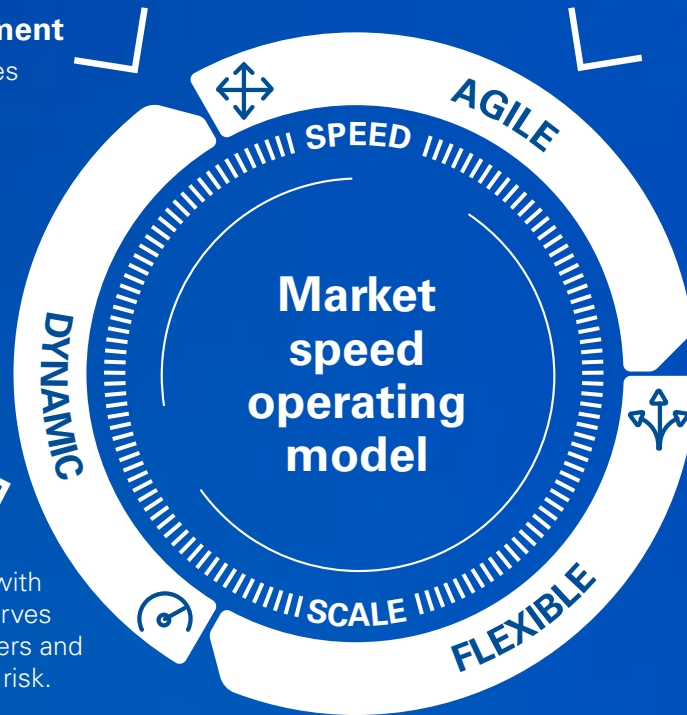 ment
es
AGILE
SPEED
Market
speed
operating
model
DYNAMIC
SCALE
FLEXIBLE
with
rves
ers and
risk.